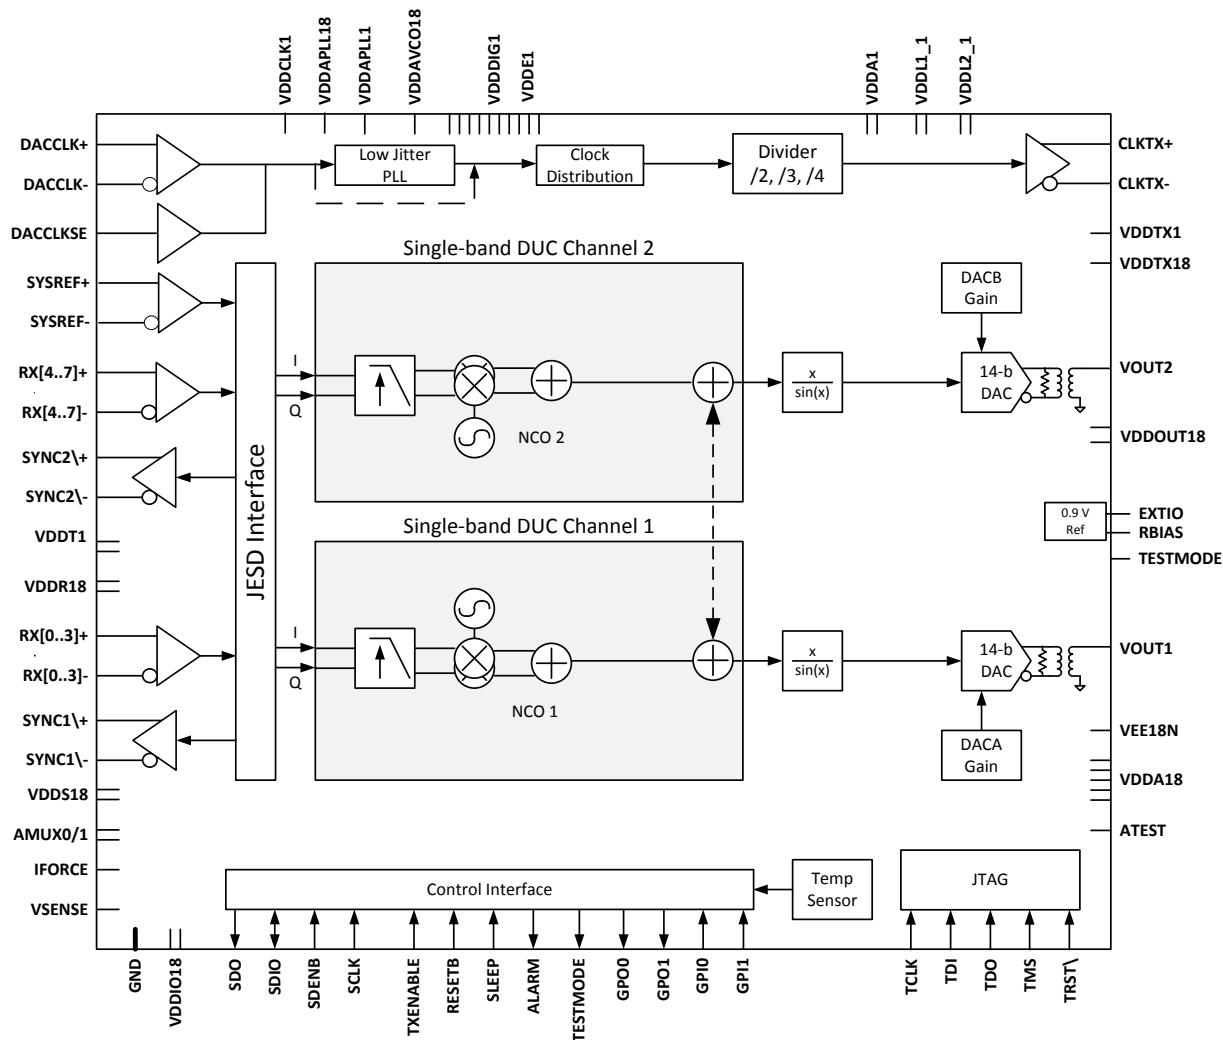 VDDCLK1
VDDAPLL18
VDDAPLL1
VDDAVCO18
VDDDIG1
VDDE1
VDDA1
VDDL1_1
VDDL2_1
DACCLK+
DACCLK-
DACCLKSE
Low Jitter
PLL
Clock
Distribution
Divider
/2, /3, /4
CLKTX+
CLKTX-
VDDTX1
VDDTX18
SYSREF+
SYSREF-
RX[4..7]+
RX[4..7]-
SYNC2\+
SYNC2\-
VDDT1
VDDR18
RX[0..3]+
RX[0..3]-
SYNC1\+
SYNC1\-
VDDS18
AMUX0/1
IFORCE
VSENSE
JESD Interface
Single-band DUC Channel 2
I
Q
NCO 2
x
sin(x)
DACB
Gain
14-b
DAC
VOUT2
VDDOUT18
0.9 V
Ref
EXTIO
RBIAS
TESTMODE
Single-band DUC Channel 1
I
Q
NCO 1
x
sin(x)
14-b
DAC
DACA
Gain
VOUT1
VEE18N
VDDA18
ATEST
Control Interface
Temp
Sensor
JTAG
GND
VDDIO18
SDO
SDIO
SDENB
SCLK
TXENABLE
RESETB
SLEEP
ALARM
TESTMODE
GPO0
GPO1
GPI0
GPI1
TCLK
TDI
TDO
TMS
TRST\